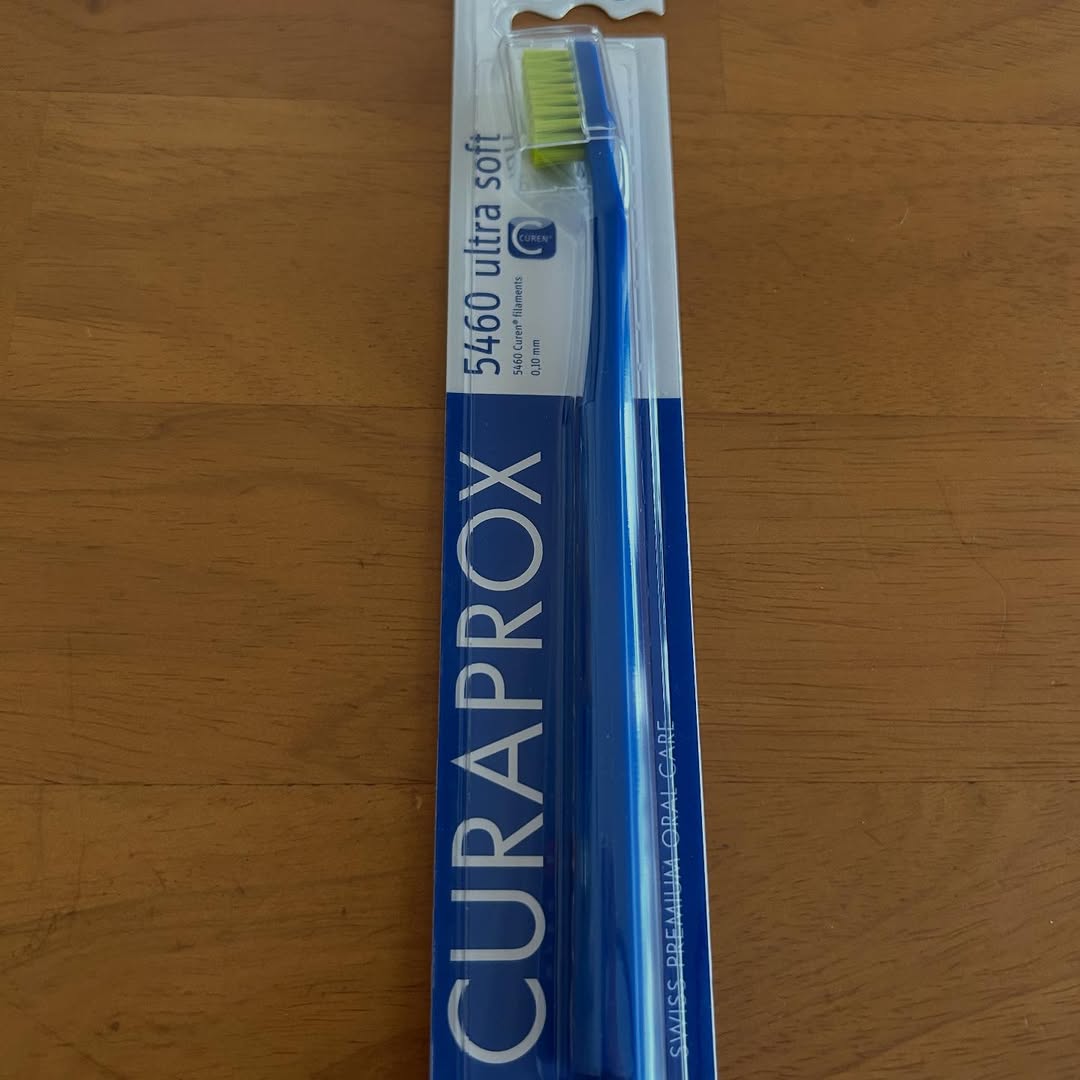 5460 ultra soft
CUREN®
5460 Curen® filaments
0,10 mm
CURAPROX
SWISS PREMIUM ORAL CARE